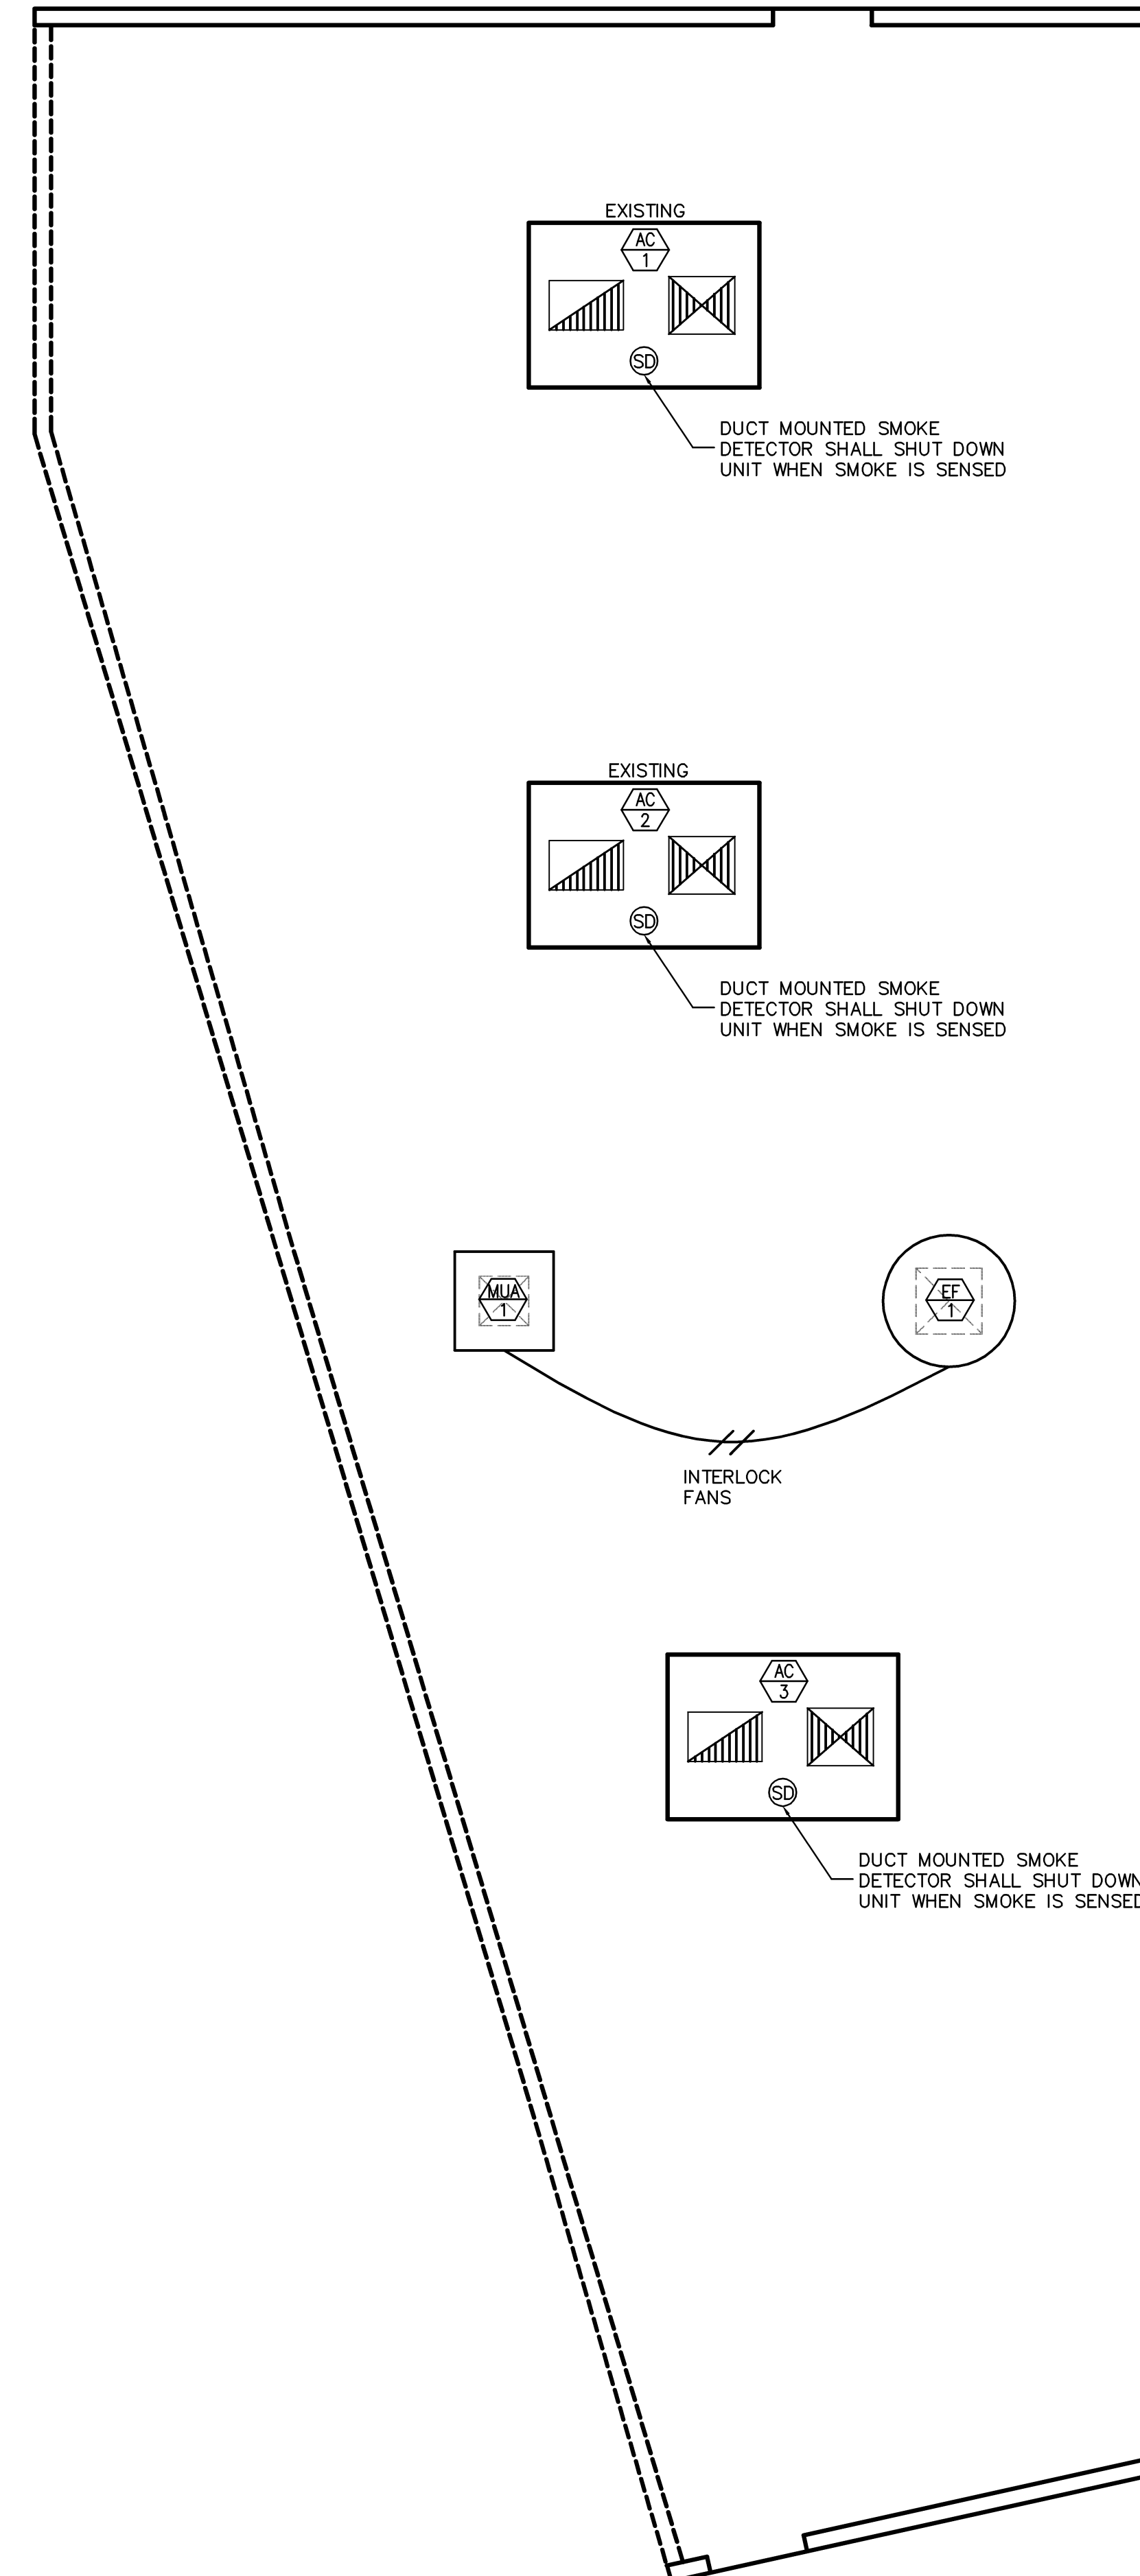 EXISTING
AC
1
SD
DUCT MOUNTED SMOKE
DETECTOR SHALL SHUT DOWN
UNIT WHEN SMOKE IS SENSED
EXISTING
AC
2
SD
DUCT MOUNTED SMOKE
DETECTOR SHALL SHUT DOWN
UNIT WHEN SMOKE IS SENSED
MUA
1
EF
1
INTERLOCK
FANS
AC
3
SD
DUCT MOUNTED SMOKE
DETECTOR SHALL SHUT DOWN
UNIT WHEN SMOKE IS SENSED